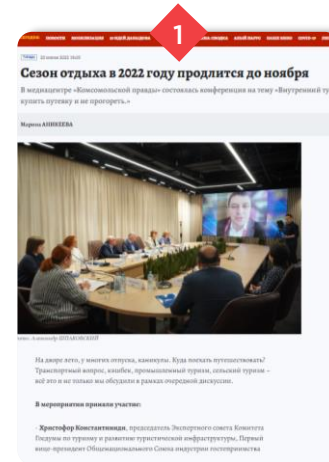 1
Сезон отдыха в 2022 году продлится до ноября
В медиацентре «Комсомольской правды» состоялась конференция на тему «Внутренний ту
купить путевку и не прогореть.»
Марина АНИКЕЕВА
На дворе лето, у многих отпуска, каникулы. Куда поехать путешествовать?
Транспортный вопрос, кешбек, промышленный туризм, сельский туризм –
всё это и не только мы обсудили в рамках очередной дискуссии.
В мероприятии приняли участие:
- Христофор Константиниди, председатель Экспертного совета Комитета
Госдумы по туризму и развитию туристической инфраструктуры, Первый
вице-президент Общенационального Союза индустрии гостеприимства